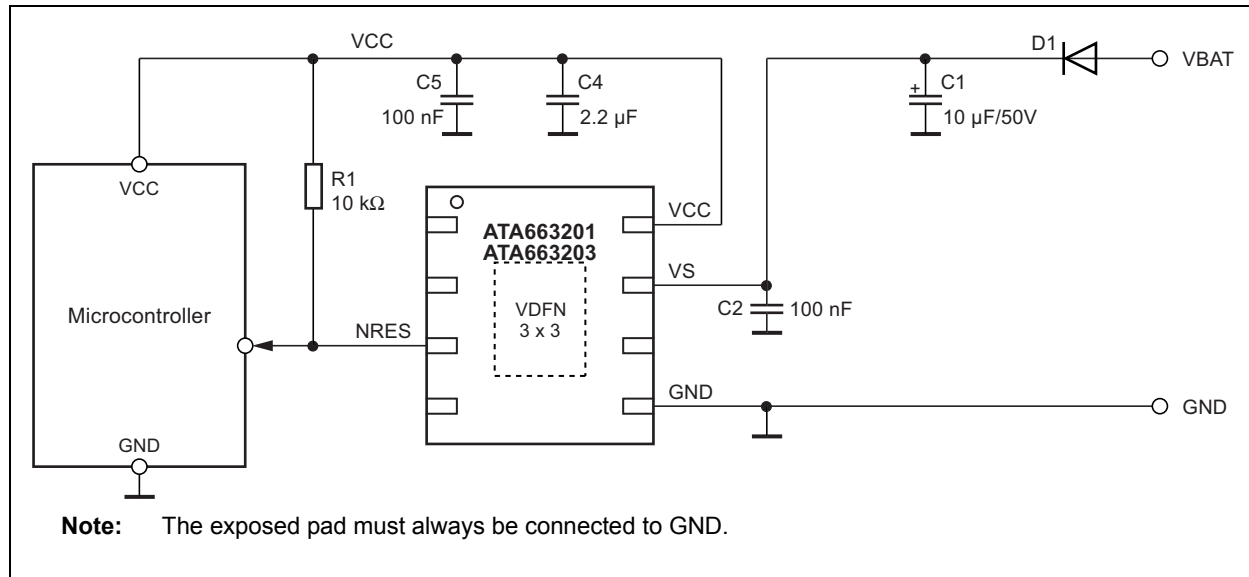 VCC
D1
VBAT
C5
100 nF
C4
2.2 µF
+
C1
10 µF/50V
VCC
R1
10 kΩ
ATA663201
ATA663203
VCC
VS
VDFN
3 x 3
C2
100 nF
Microcontroller
NRES
GND
GND
GND
Note: The exposed pad must always be connected to GND.